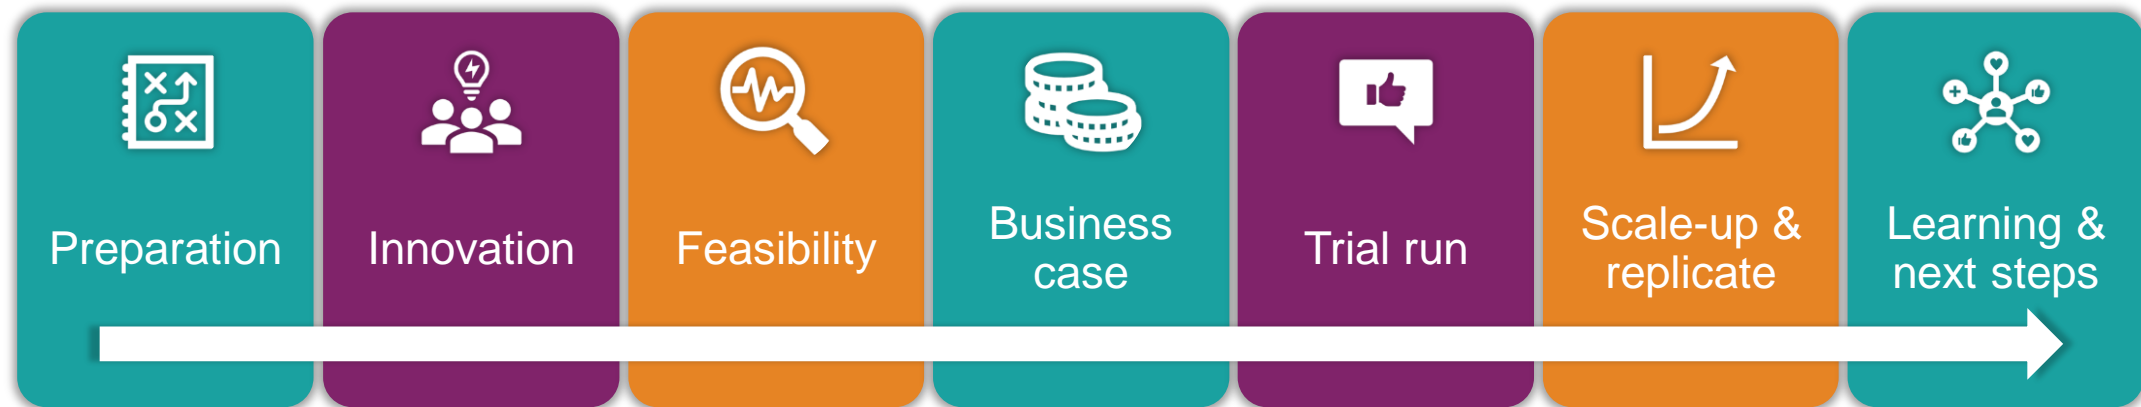 Preparation
Innovation
Feasibility
Business
case
Trial run
Scale-up &
replicate
Learning &
next steps